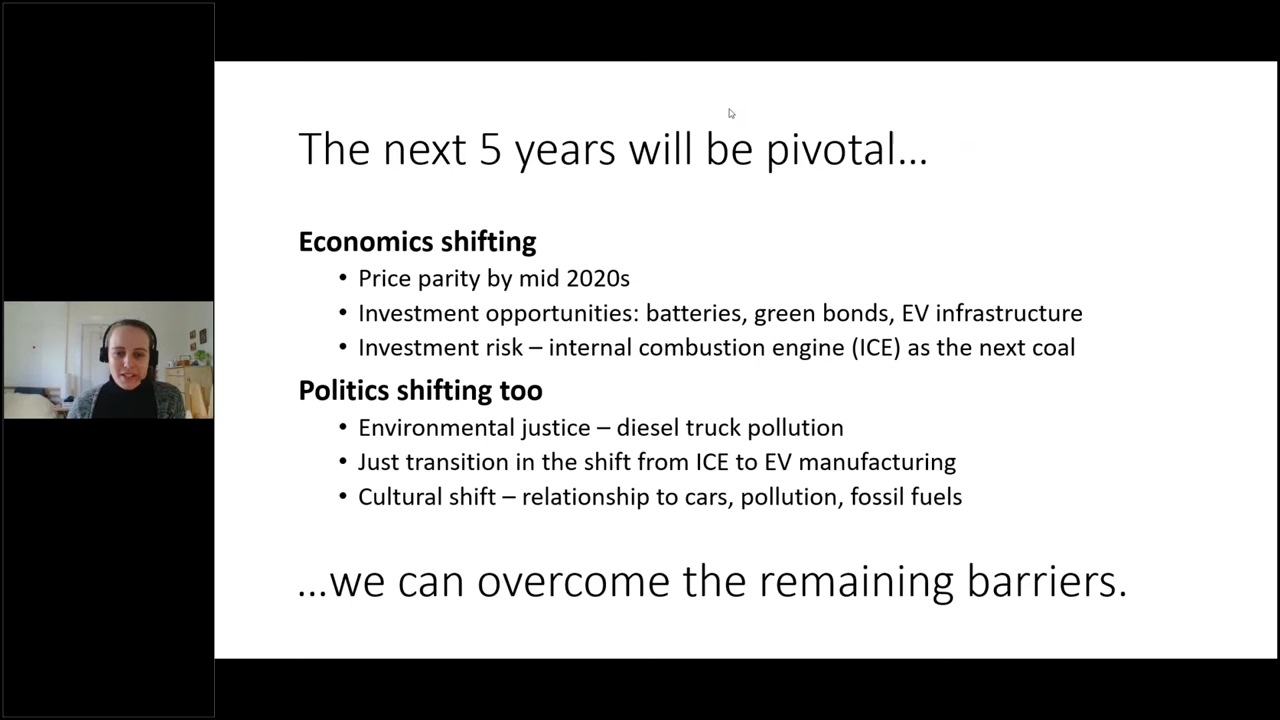 The next 5 years will be pivotal...
Economics shifting
• Price parity by mid 2020s
• Investment opportunities: batteries, green bonds, EV infrastructure
• Investment risk – internal combustion engine (ICE) as the next coal
Politics shifting too
• Environmental justice – diesel truck pollution
• Just transition in the shift from ICE to EV manufacturing
• Cultural shift – relationship to cars, pollution, fossil fuels
...we can overcome the remaining barriers.